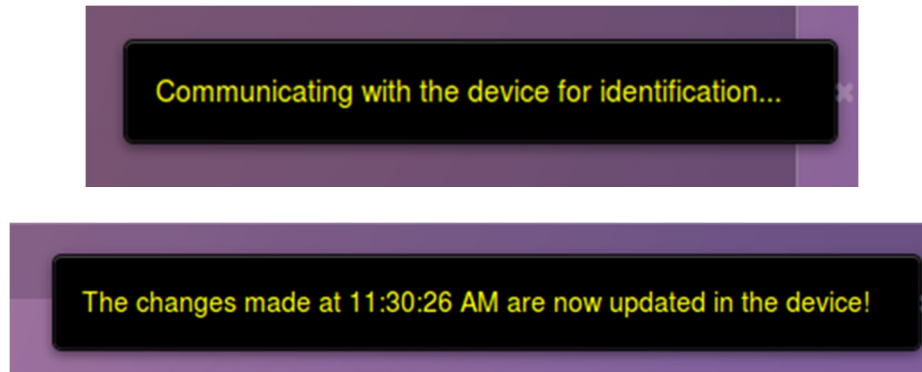 Communicating with the device for identification...
The changes made at 11:30:26 AM are now updated in the device!